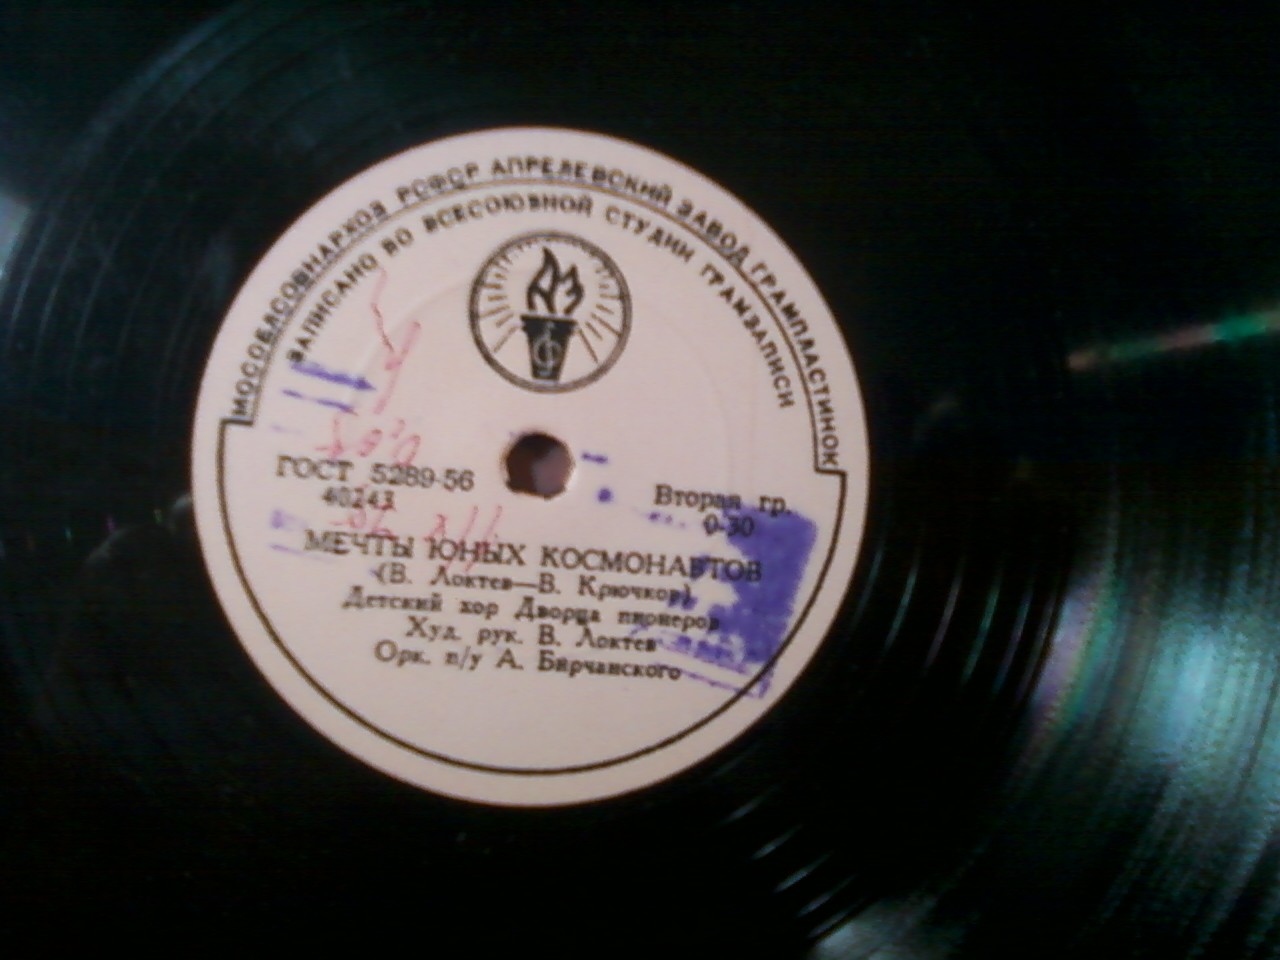 МОСОБЛСОВНАРХОЗ РСФСР АПРЕЛЕВСКИЙ ЗАВОД ГРАМПЛАСТИНОК
ЗАПИСАНО ВО ВСЕСОЮЗНОЙ СТУДИИ ГРАМЗАПИСИ
АЗ
ГОСТ 5289-56
40243
Вторая гр.
0-30
МЕЧТЫ ЮНЫХ КОСМОНАВТОВ
(В. Локтев—В. Крючков)
Детский хор Дворца пионеров
Худ. рук. В. Локтев
Орк. п/у А. Бирчанского